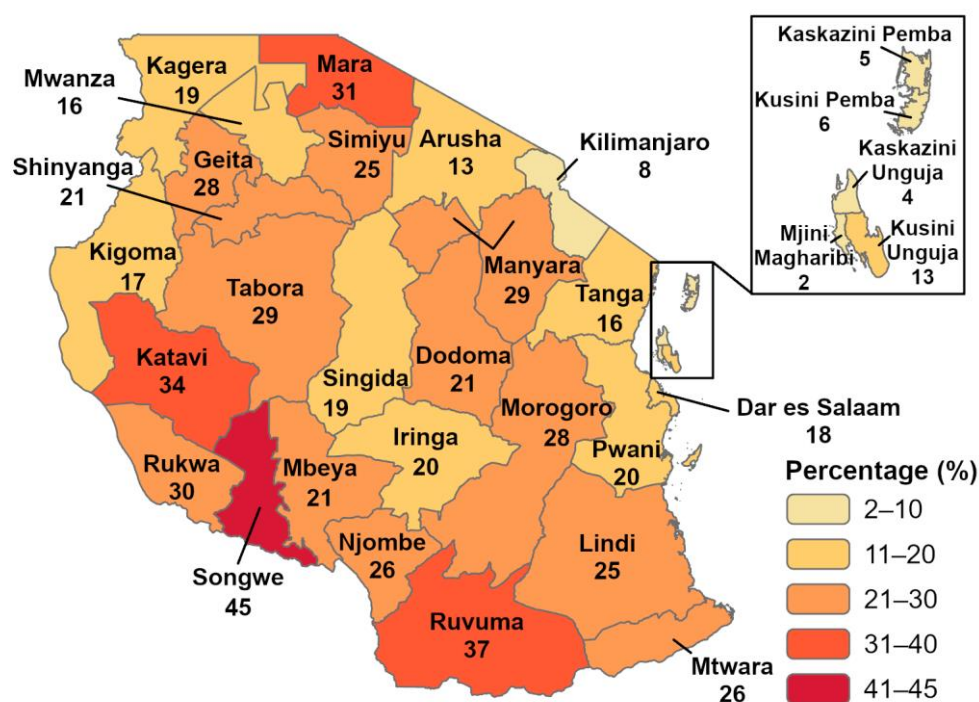 Kaskazini Pemba
5
Kusini Pemba
6
Kaskazini
Unguja
4
Mjini
Magharibi
2
Kusini
Unguja
13
Kagera
19
Mara
31
Mwanza
16
Simiyu
25
Arusha
13
Kilimanjaro
8
Shinyanga
21
Geita
28
Kigoma
17
Tabora
29
Manyara
29
Tanga
16
Katavi
34
Singida
19
Dodoma
21
Morogoro
28
Dar es Salaam
18
Rukwa
30
Mbeya
21
Iringa
20
Pwani
20
Songwe
45
Njombe
26
Lindi
25
Ruvuma
37
Mtwara
26
Percentage (%)
2–10
11–20
21–30
31–40
41–45